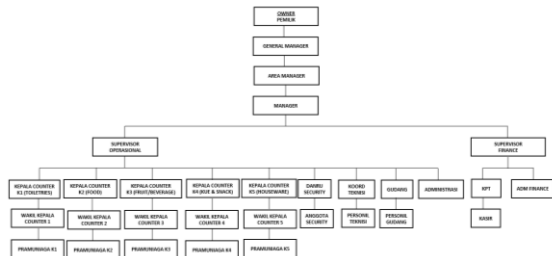 OWNER
PEMILIK
GENERAL MANAGER
AREA MANAGER
MANAGER
SUPERVISOR
OPERASIONAL
SUPERVISOR
FINANCE
KEPALA COUNTER
K1 (TOILETRIES)
KEPALA COUNTER
K2 (FOOD)
KEPALA COUNTER
K3 (FRUIT/BEVERAGE)
KEPALA COUNTER
K4 (KUE & SNACK)
KEPALA COUNTER
K5 (HOUSEWARE)
DANRU
SECURITY
KOORD
TEKNISI
GUDANG
ADMINISTRASI
KPT
ADM FINANCE
WAKIL KEPALA
COUNTER 1
WAKIL KEPALA
COUNTER 2
WAKIL KEPALA
COUNTER 3
WAKIL KEPALA
COUNTER 4
WAKIL KEPALA
COUNTER 5
ANGGOTA
SECURITY
PERSONIL
TEKNISI
PERSONIL
GUDANG
KASIR
PRAMUNIAGA K1
PRAMUNIAGA K2
PRAMUNIAGA K3
PRAMUNIAGA K4
PRAMUNIAGA K5